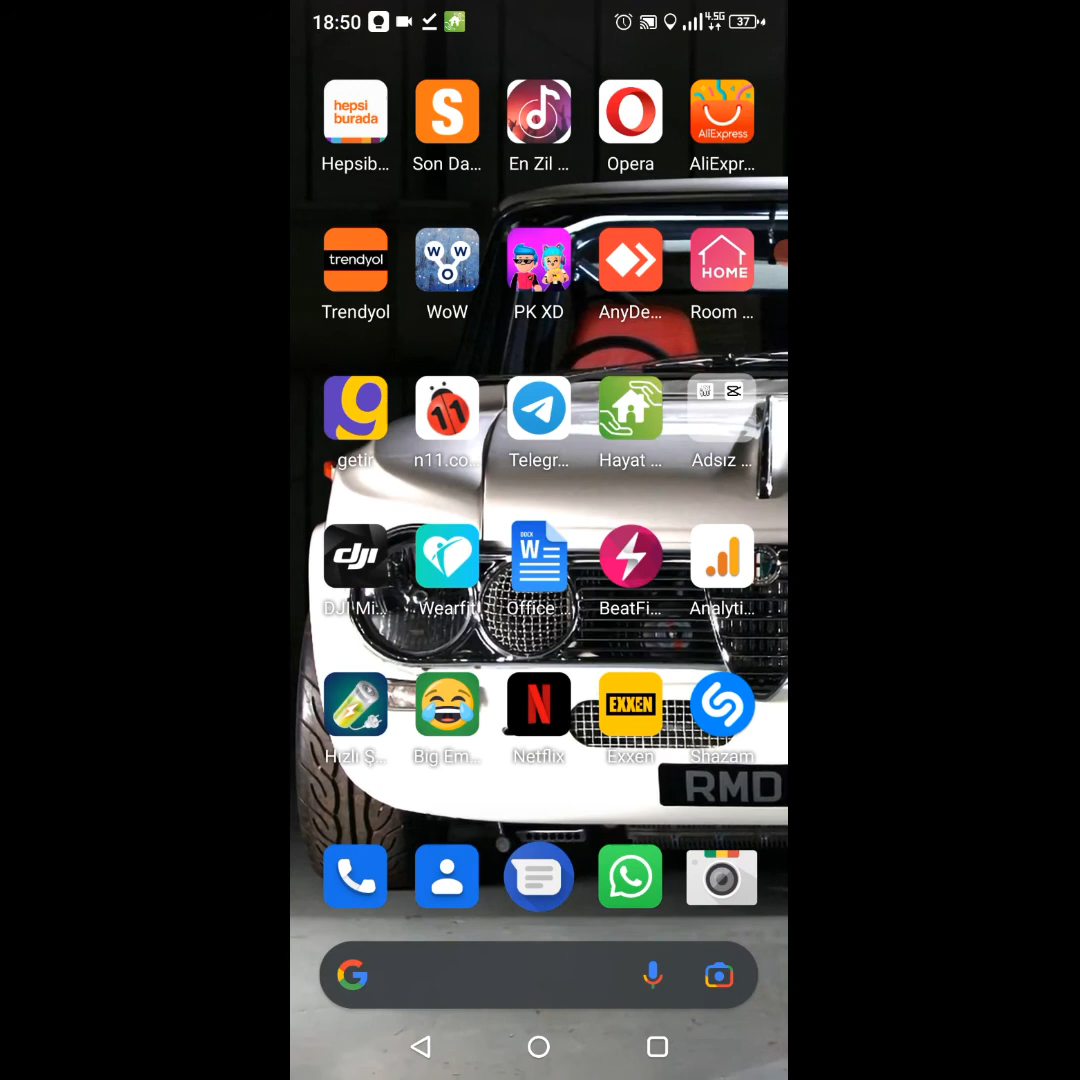 18:50
4.5G
37
hepsi
burada
S
AliExpress
Hepsib...
Son Da...
En Zil ...
Opera
AliExpr...
trendyol
W W
O
HOME
Trendyol
WoW
PK XD
AnyDe...
Room ...
g
11
getir
n11.co...
Telegr...
Hayat ...
Adsız ...
dji
DOCX
W
DJI Mi...
Wearfit
Office ...
BeatFi...
Analyti...
N
EXXEN
Hızlı Ş...
Big Em...
Netflix
Exxen
Shazam
RMD
G